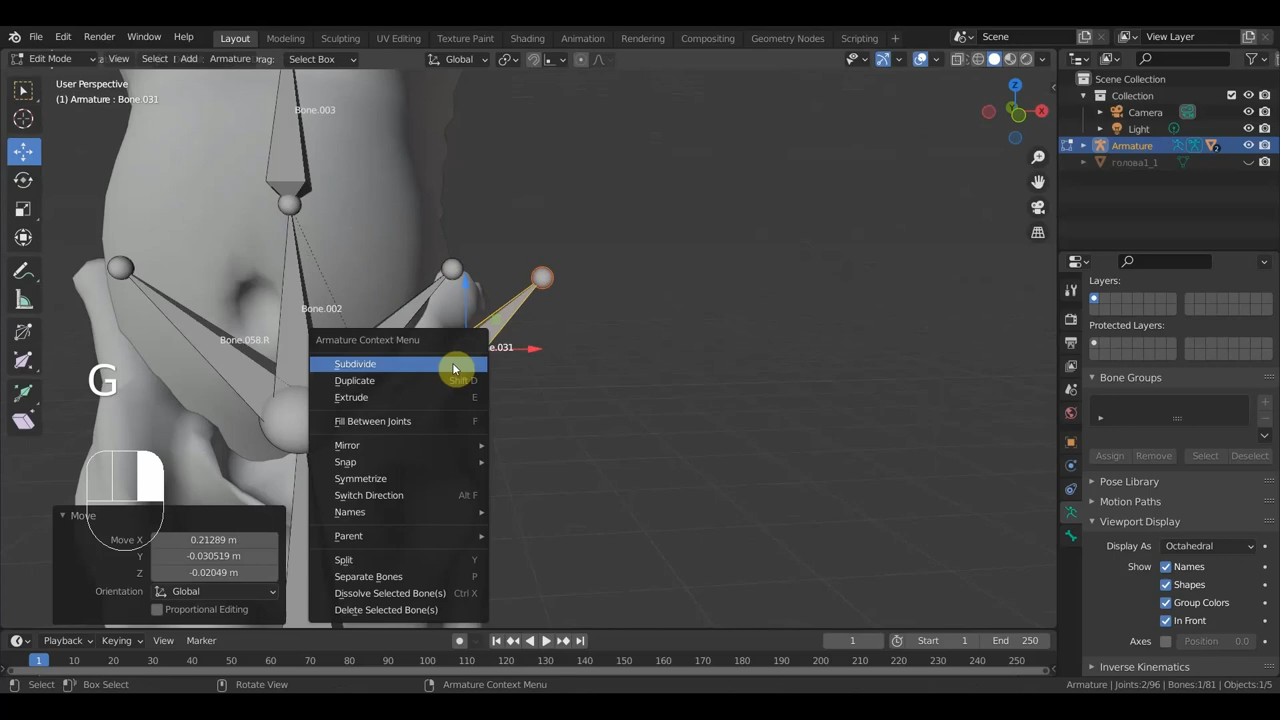 File Edit Render Window Help Layout Modeling Sculpting UV Editing Texture Paint Shading Animation Rendering Compositing Geometry Nodes Scripting + Scene View Layer
Edit Mode View Select Add Armature Drag: Select Box Global
User Perspective
(1) Armature : Bone.031
Bone.003
Bone.002
Bone.058.R
e.031
Z
X
Y
G
Armature Context Menu
Subdivide
Duplicate Shift D
Extrude E
Fill Between Joints F
Mirror
Snap
Symmetrize
Switch Direction Alt F
Names
Parent
Split Y
Separate Bones P
Dissolve Selected Bone(s) Ctrl X
Delete Selected Bone(s)
Move
Move X 0.21289 m
Y -0.030519 m
Z -0.02049 m
Orientation Global
Proportional Editing
Scene Collection
Collection
Camera
Light
Armature 2
голова1_1
Layers:
Protected Layers:
Bone Groups
Assign Remove Select Deselect
Pose Library
Motion Paths
Viewport Display
Display As Octahedral
Show Names
Shapes
Group Colors
In Front
Axes Position 0.0
Inverse Kinematics
Playback Keying View Marker 1 Start 1 End 250
1 10 20 30 40 50 60 70 80 90 100 110 120 130 140 150 160 170 180 190 200 210 220 230 240 250
Select Box Select Rotate View Armature Context Menu Armature | Joints:2/96 | Bones:1/81 | Objects:1/5